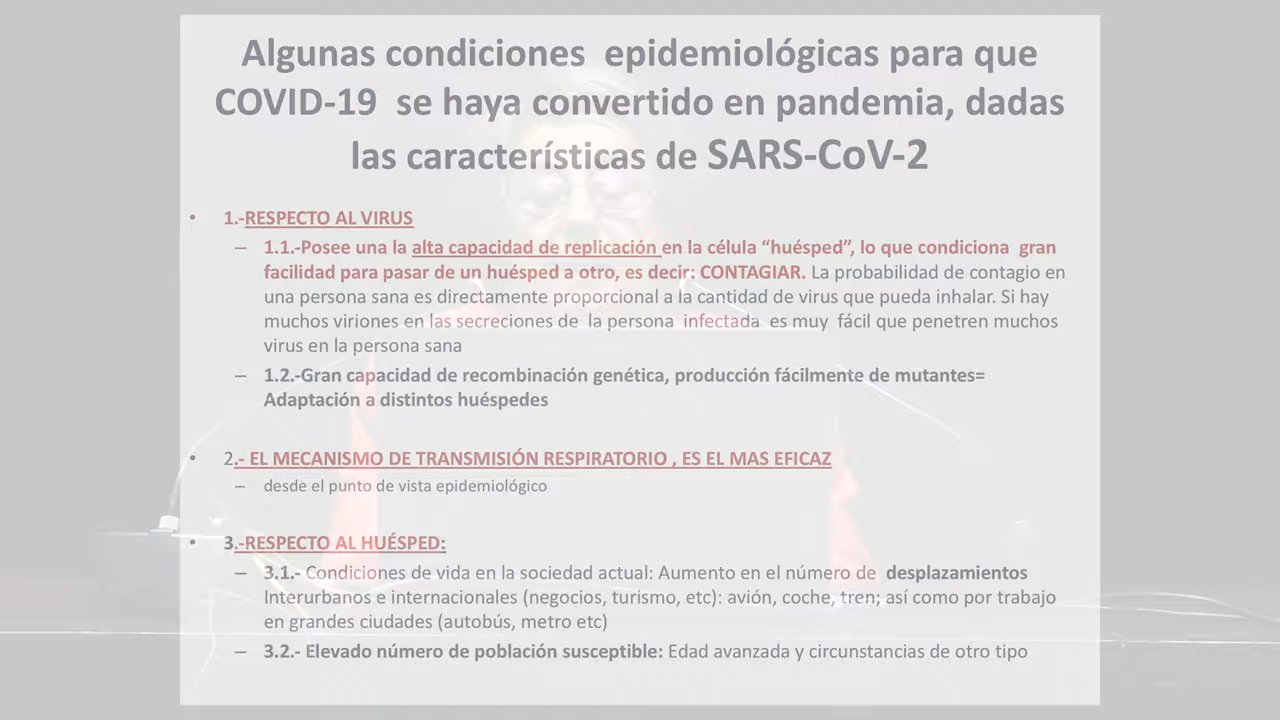 Algunas condiciones epidemiológicas para que
COVID-19 se haya convertido en pandemia, dadas
las características de SARS-CoV-2
• 1.-RESPECTO AL VIRUS
– 1.1.-Posee una la alta capacidad de replicación en la célula “huésped”, lo que condiciona gran
facilidad para pasar de un huésped a otro, es decir: CONTAGIAR. La probabilidad de contagio en
una persona sana es directamente proporcional a la cantidad de virus que pueda inhalar. Si hay
muchos viriones en las secreciones de la persona infectada es muy fácil que penetren muchos
virus en la persona sana
– 1.2.-Gran capacidad de recombinación genética, producción fácilmente de mutantes=
Adaptación a distintos huéspedes
• 2.- EL MECANISMO DE TRANSMISIÓN RESPIRATORIO , ES EL MAS EFICAZ
– desde el punto de vista epidemiológico
• 3.-RESPECTO AL HUÉSPED:
– 3.1.- Condiciones de vida en la sociedad actual: Aumento en el número de desplazamientos
Interurbanos e internacionales (negocios, turismo, etc): avión, coche, tren; así como por trabajo
en grandes ciudades (autobús, metro etc)
– 3.2.- Elevado número de población susceptible: Edad avanzada y circunstancias de otro tipo